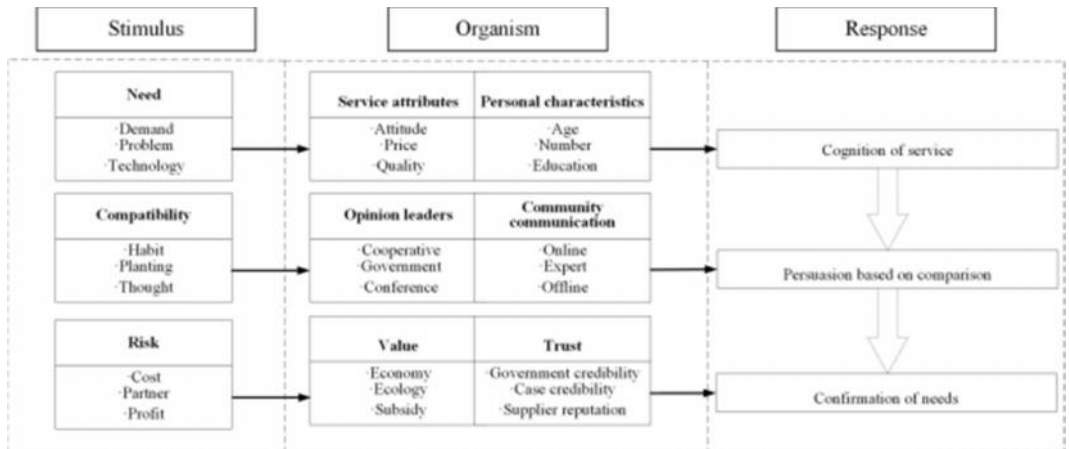 Stimulus
Organism
Response
Need
·Demand
·Problem
·Technology
Service attributes
·Attitude
·Price
·Quality
Personal characteristics
·Age
·Number
·Education
Cognition of service
Compatibility
·Habit
·Planting
·Thought
Opinion leaders
·Cooperative
·Government
·Conference
Community
communication
·Online
·Expert
·Offline
Persuasion based on comparison
Risk
·Cost
·Partner
·Profit
Value
·Economy
·Ecology
·Subsidy
Trust
·Government credibility
·Case credibility
·Supplier reputation
Confirmation of needs